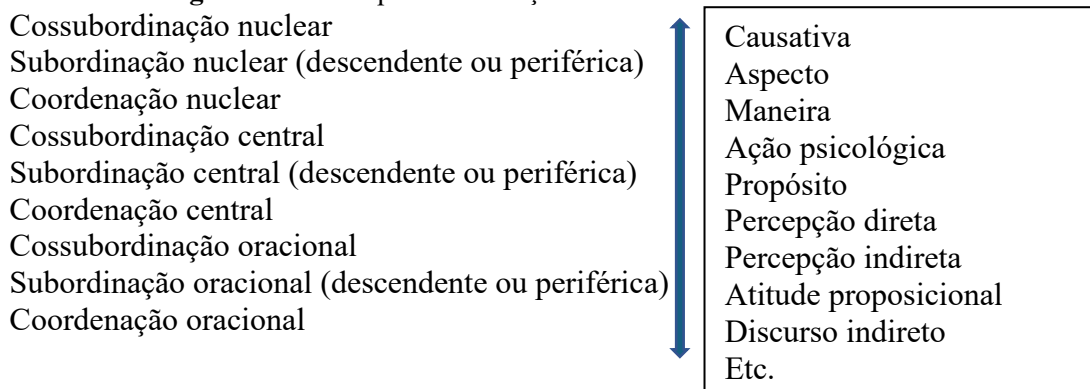 Cossubordinação nuclear
Subordinação nuclear (descendente ou periférica)
Coordenação nuclear
Cossubordinação central
Subordinação central (descendente ou periférica)
Coordenação central
Cossubordinação oracional
Subordinação oracional (descendente ou periférica)
Coordenação oracional
Causativa
Aspecto
Maneira
Ação psicológica
Propósito
Percepção direta
Percepção indireta
Atitude proposicional
Discurso indireto
Etc.